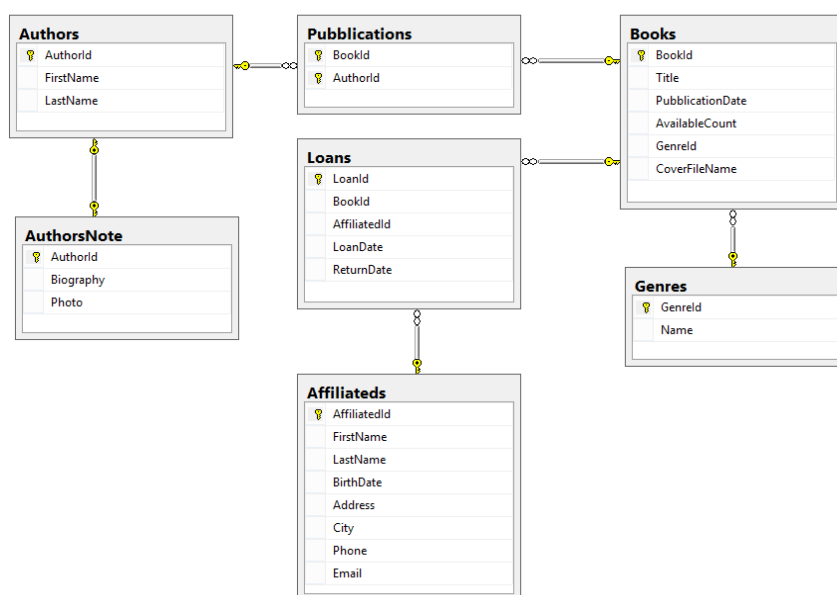 Authors
AuthorId
FirstName
LastName
Pubblications
BookId
AuthorId
Books
BookId
Title
PubblicationDate
AvailableCount
GenreId
CoverFileName
Loans
LoanId
BookId
AffiliatedId
LoanDate
ReturnDate
AuthorsNote
AuthorId
Biography
Photo
Genres
GenreId
Name
Affiliateds
AffiliatedId
FirstName
LastName
BirthDate
Address
City
Phone
Email